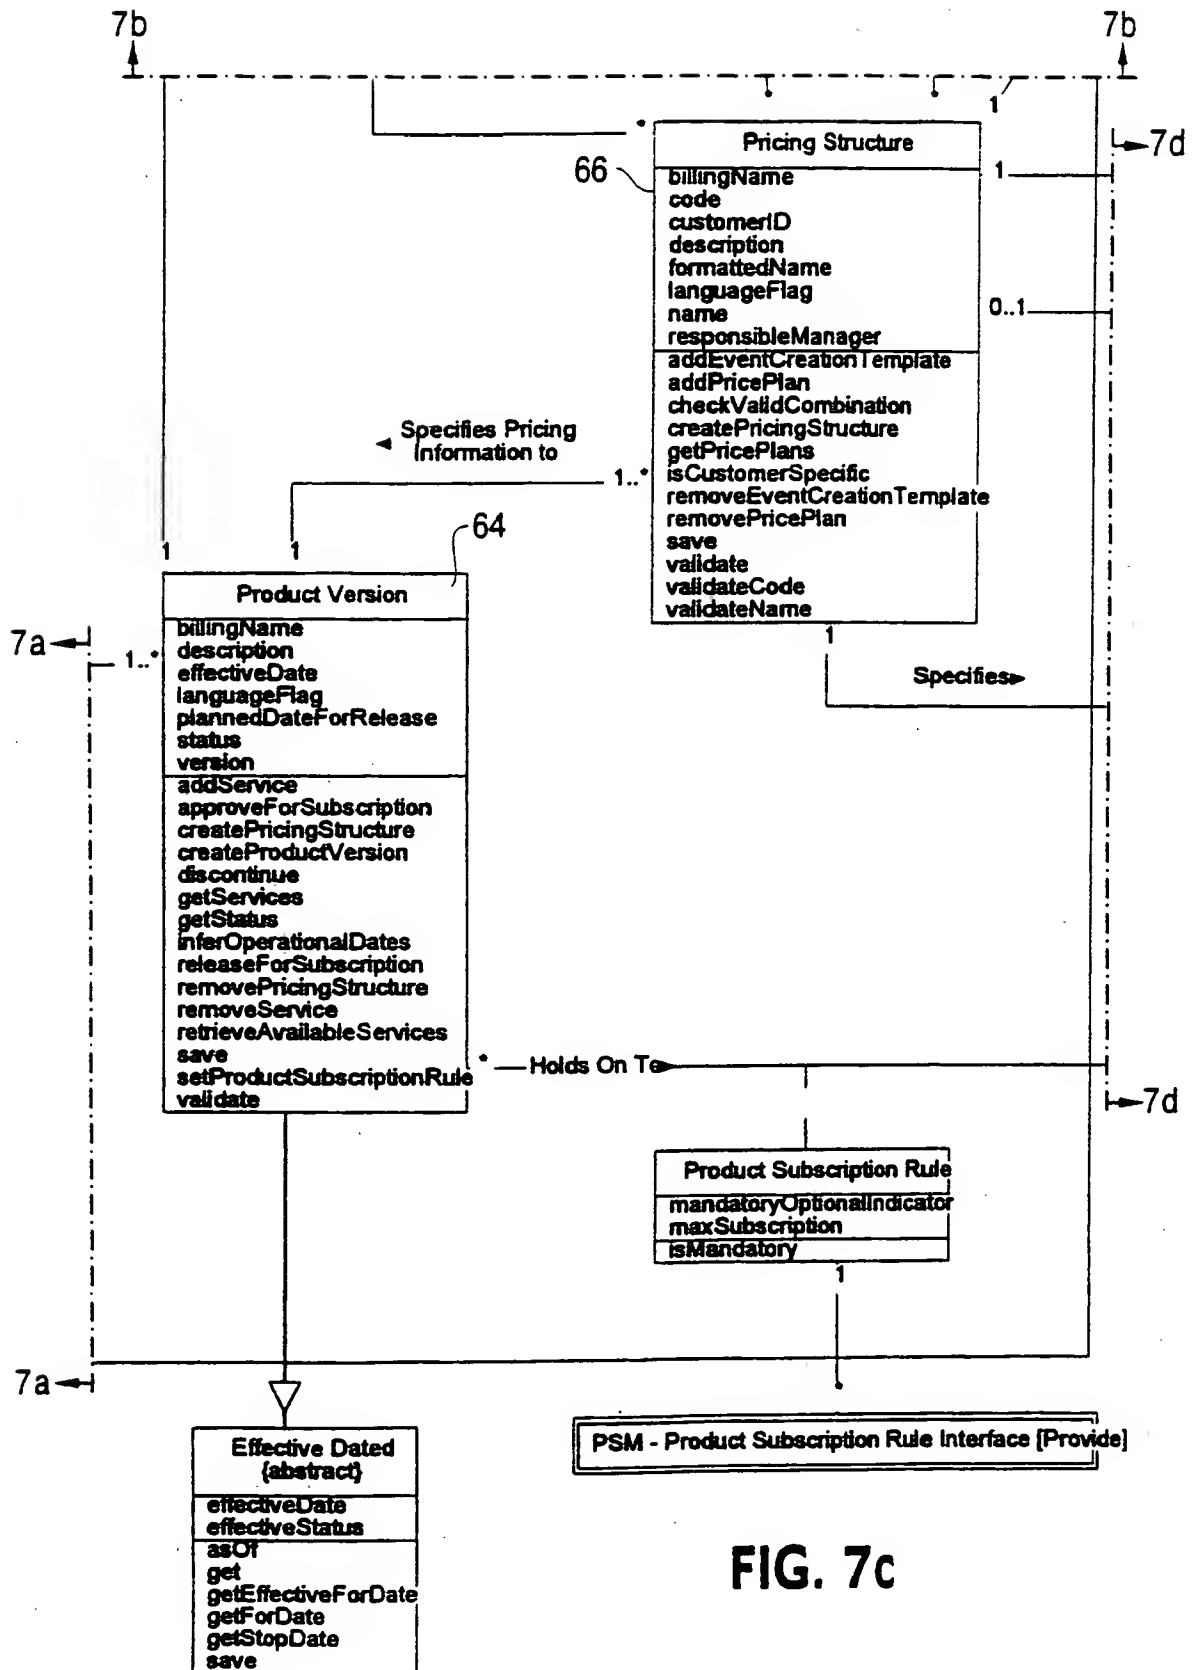 7b
7b
1
*
*
*
Pricing Structure
7d
66
billingName
1
code
customerID
description
formattedName
languageFlag
name
0..1
responsibleManager
addEventCreationTemplate
addPricePlan
checkValidCombination
createPricingStructure
getPricePlans
isCustomerSpecific
removeEventCreationTemplate
removePricePlan
save
validate
validateCode
validateName
Specifies Pricing
Information to
1..*
64
1
1
1
Specifies
Product Version
7a
1..*
billingName
description
effectiveDate
languageFlag
plannedDateForRelease
status
version
addService
approveForSubscription
createPricingStructure
createProductVersion
discontinue
getServices
getStatus
inferOperationalDates
releaseForSubscription
removePricingStructure
removeService
retrieveAvailableServices
save
setProductSubscriptionRule
validate
*
Holds On To
7d
Product Subscription Rule
mandatoryOptionalIndicator
maxSubscription
isMandatory
1
*
7a
PSM - Product Subscription Rule Interface [Provide]
Effective Dated
{abstract}
effectiveDate
effectiveStatus
asOf
get
getEffectiveForDate
getForDate
getStopDate
save
FIG. 7c